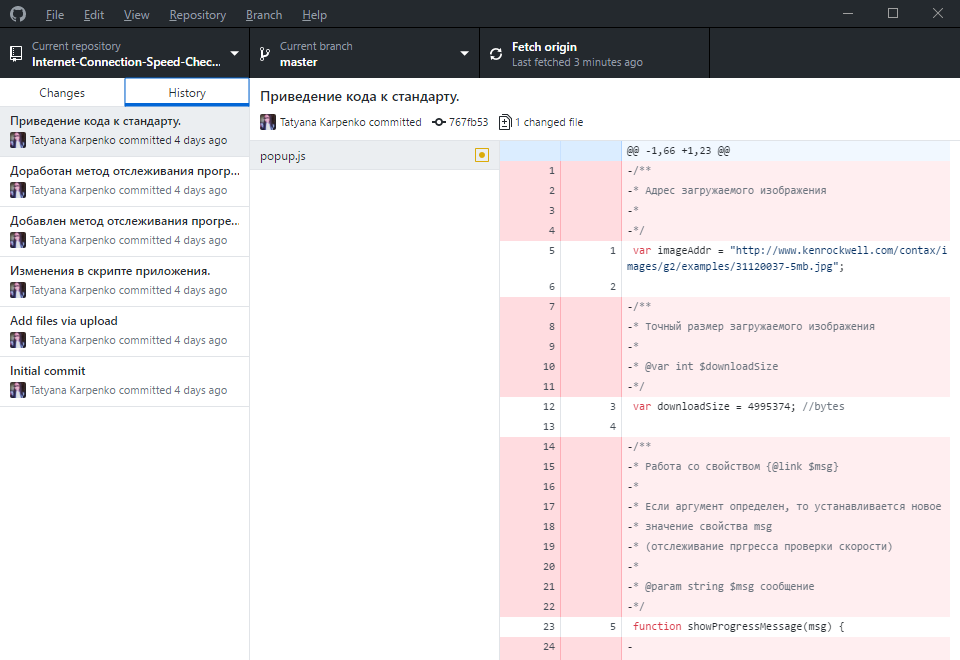 File Edit View Repository Branch Help
Current repository
Internet-Connection-Speed-Chec...
Current branch
master
Fetch origin
Last fetched 3 minutes ago
Changes
History
Приведение кода к стандарту.
Tatyana Karpenko committed 4 days ago
Доработан метод отслеживания прогр...
Tatyana Karpenko committed 4 days ago
Добавлен метод отслеживания прогре...
Tatyana Karpenko committed 4 days ago
Изменения в скрипте приложения.
Tatyana Karpenko committed 4 days ago
Add files via upload
Tatyana Karpenko committed 4 days ago
Initial commit
Tatyana Karpenko committed 4 days ago
Приведение кода к стандарту.
Tatyana Karpenko committed 767fb53 1 changed file
popup.js
@@ -1,66 +1,23 @@
1 -/**
2 -* Адрес загружаемого изображения
3 -*
4 -*/
5 1 var imageAddr = "http://www.kenrockwell.com/contax/i
mages/g2/examples/31120037-5mb.jpg";
6 2
7 -/**
8 -* Точный размер загружаемого изображения
9 -*
10 -* @var int $downloadSize
11 -*/
12 3 var downloadSize = 4995374; //bytes
13 4
14 -/**
15 -* Работа со свойством {@link $msg}
16 -*
17 -* Если аргумент определен, то устанавливается новое
18 -* значение свойства msg
19 -* (отслеживание пргресса проверки скорости)
20 -*
21 -* @param string $msg сообщение
22 -*/
23 5 function showProgressMessage(msg) {
24 -